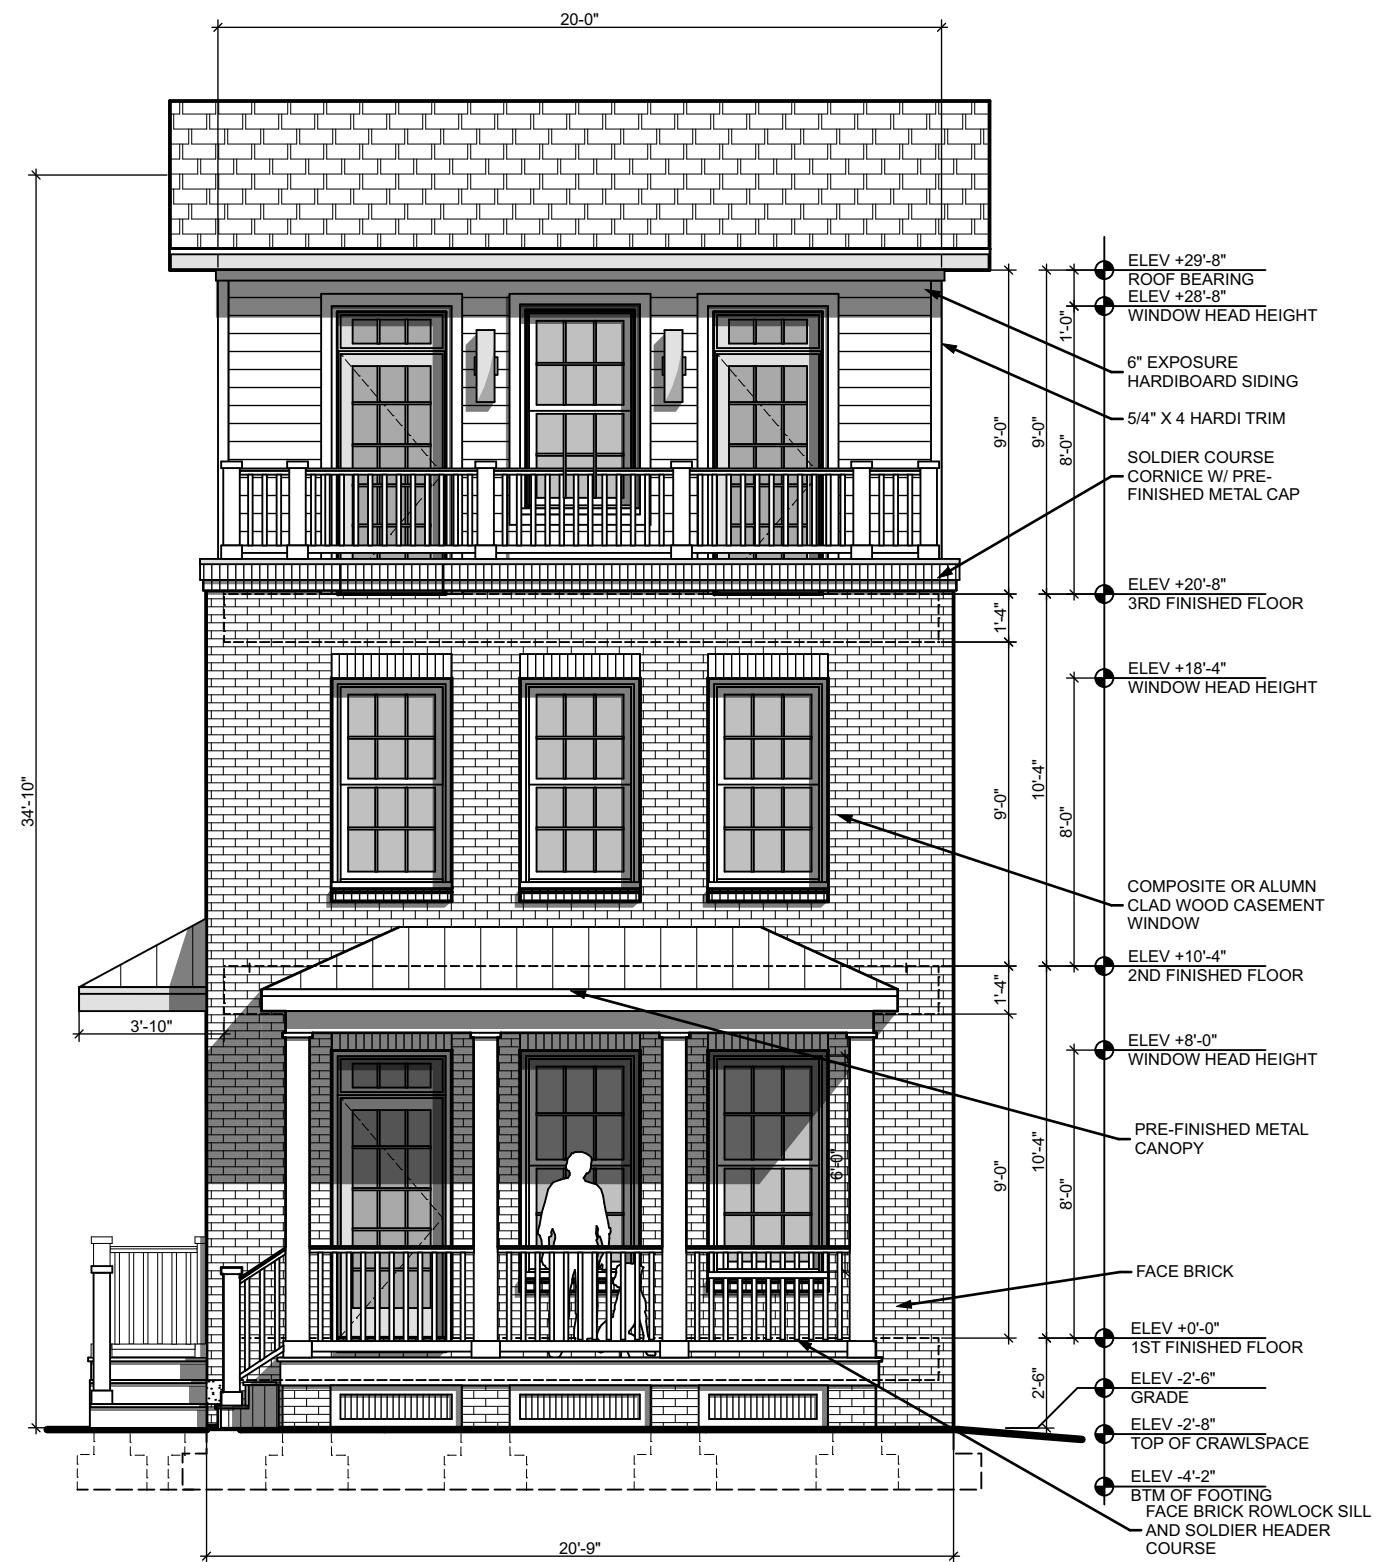 20-0"
ELEV +29'-8"
ROOF BEARING
ELEV +28'-8"
WINDOW HEAD HEIGHT
1'-0"
6" EXPOSURE
HARDIBOARD SIDING
5/4" X 4 HARDI TRIM
9'-0"
9'-0"
8'-0"
SOLDIER COURSE
CORNICE W/ PRE-
FINISHED METAL CAP
ELEV +20'-8"
3RD FINISHED FLOOR
1'-4"
ELEV +18'-4"
WINDOW HEAD HEIGHT
34'-10"
9'-0"
10'-4"
8'-0"
COMPOSITE OR ALUMN
CLAD WOOD CASEMENT
WINDOW
ELEV +10'-4"
2ND FINISHED FLOOR
1'-4"
3'-10"
ELEV +8'-0"
WINDOW HEAD HEIGHT
PRE-FINISHED METAL
CANOPY
6'-0"
9'-0"
10'-4"
8'-0"
FACE BRICK
ELEV +0'-0"
1ST FINISHED FLOOR
2'-6"
ELEV -2'-6"
GRADE
ELEV -2'-8"
TOP OF CRAWLSPACE
ELEV -4'-2"
BTM OF FOOTING
FACE BRICK ROWLOCK SILL
AND SOLDIER HEADER
COURSE
20'-9"